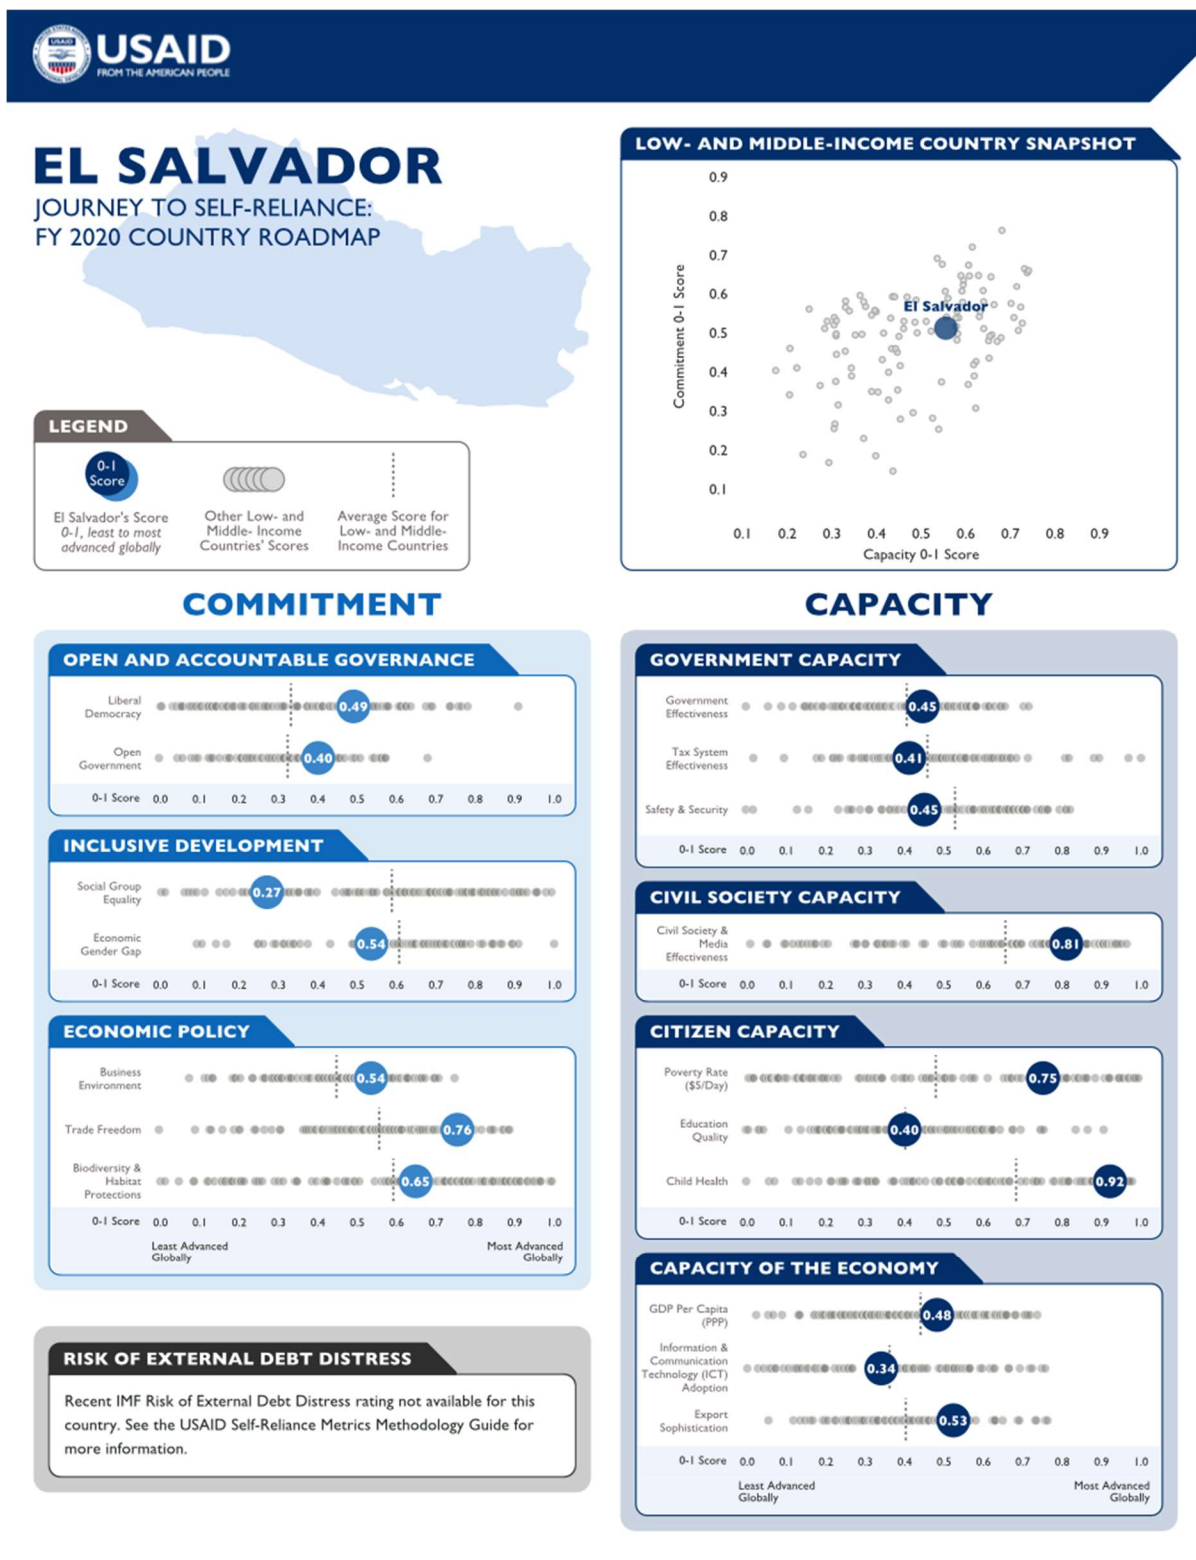 USAID
FROM THE AMERICAN PEOPLE
EL SALVADOR
JOURNEY TO SELF-RELIANCE:
FY 2020 COUNTRY ROADMAP
LEGEND
0-1
Score
El Salvador's Score
0-1, least to most
advanced globally
Other Low- and
Middle- Income
Countries' Scores
Average Score for
Low- and Middle-
Income Countries
LOW- AND MIDDLE-INCOME COUNTRY SNAPSHOT
Commitment 0-1 Score
0.9
0.8
0.7
0.6
0.5
0.4
0.3
0.2
0.1
El Salvador
0.1 0.2 0.3 0.4 0.5 0.6 0.7 0.8 0.9
Capacity 0-1 Score
COMMITMENT
OPEN AND ACCOUNTABLE GOVERNANCE
Liberal
Democracy
0.49
Open
Government
0.40
0-1 Score 0.0 0.1 0.2 0.3 0.4 0.5 0.6 0.7 0.8 0.9 1.0
INCLUSIVE DEVELOPMENT
Social Group
Equality
0.27
Economic
Gender Gap
0.54
0-1 Score 0.0 0.1 0.2 0.3 0.4 0.5 0.6 0.7 0.8 0.9 1.0
ECONOMIC POLICY
Business
Environment
0.54
Trade Freedom
0.76
Biodiversity &
Habitat
Protections
0.65
0-1 Score 0.0 0.1 0.2 0.3 0.4 0.5 0.6 0.7 0.8 0.9 1.0
Least Advanced
Globally
Most Advanced
Globally
RISK OF EXTERNAL DEBT DISTRESS
Recent IMF Risk of External Debt Distress rating not available for this
country. See the USAID Self-Reliance Metrics Methodology Guide for
more information.
CAPACITY
GOVERNMENT CAPACITY
Government
Effectiveness
0.45
Tax System
Effectiveness
0.41
Safety & Security
0.45
0-1 Score 0.0 0.1 0.2 0.3 0.4 0.5 0.6 0.7 0.8 0.9 1.0
CIVIL SOCIETY CAPACITY
Civil Society &
Media
Effectiveness
0.81
0-1 Score 0.0 0.1 0.2 0.3 0.4 0.5 0.6 0.7 0.8 0.9 1.0
CITIZEN CAPACITY
Poverty Rate
($5/Day)
0.75
Education
Quality
0.40
Child Health
0.92
0-1 Score 0.0 0.1 0.2 0.3 0.4 0.5 0.6 0.7 0.8 0.9 1.0
CAPACITY OF THE ECONOMY
GDP Per Capita
(PPP)
0.48
Information &
Communication
Technology (ICT)
Adoption
0.34
Export
Sophistication
0.53
0-1 Score 0.0 0.1 0.2 0.3 0.4 0.5 0.6 0.7 0.8 0.9 1.0
Least Advanced
Globally
Most Advanced
Globally